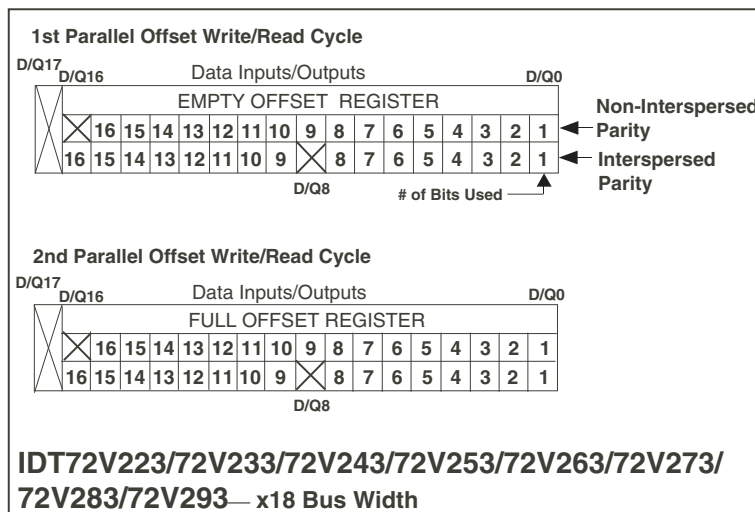 1st Parallel Offset Write/Read Cycle
D/Q17 D/Q16 Data Inputs/Outputs D/Q0
EMPTY OFFSET REGISTER
16 15 14 13 12 11 10 9 8 7 6 5 4 3 2 1 Non-Interspersed Parity
16 15 14 13 12 11 10 9 8 7 6 5 4 3 2 1 Interspersed Parity
D/Q8 # of Bits Used
2nd Parallel Offset Write/Read Cycle
D/Q17 D/Q16 Data Inputs/Outputs D/Q0
FULL OFFSET REGISTER
16 15 14 13 12 11 10 9 8 7 6 5 4 3 2 1
16 15 14 13 12 11 10 9 8 7 6 5 4 3 2 1
D/Q8
IDT72V223/72V233/72V243/72V253/72V263/72V273/
72V283/72V293— x18 Bus Width